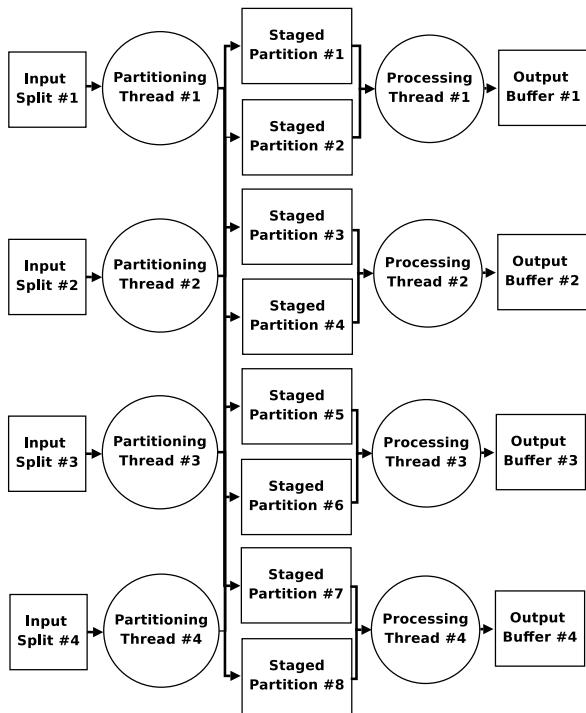 Input
Split #1
Partitioning
Thread #1
Staged
Partition #1
Staged
Partition #2
Processing
Thread #1
Output
Buffer #1
Input
Split #2
Partitioning
Thread #2
Staged
Partition #3
Staged
Partition #4
Processing
Thread #2
Output
Buffer #2
Input
Split #3
Partitioning
Thread #3
Staged
Partition #5
Staged
Partition #6
Processing
Thread #3
Output
Buffer #3
Input
Split #4
Partitioning
Thread #4
Staged
Partition #7
Staged
Partition #8
Processing
Thread #4
Output
Buffer #4